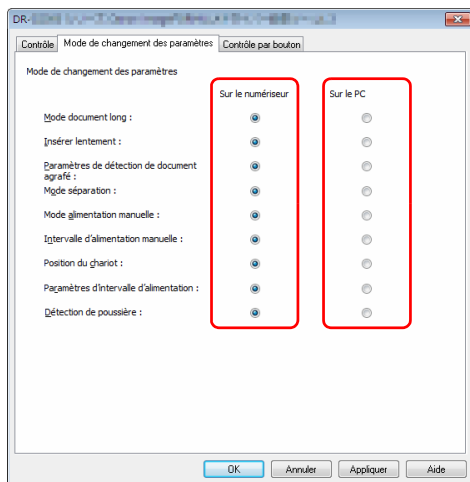 DR-
Contrôle Mode de changement des paramètres Contrôle par bouton
Mode de changement des paramètres
Sur le numériseur Sur le PC
Mode document long :
Insérer lentement :
Paramètres de détection de document
agrafé :
Mode séparation :
Mode alimentation manuelle :
Intervalle d'alimentation manuelle :
Position du chariot :
Paramètres d'intervalle d'alimentation :
Détection de poussière :
OK Annuler Appliquer Aide